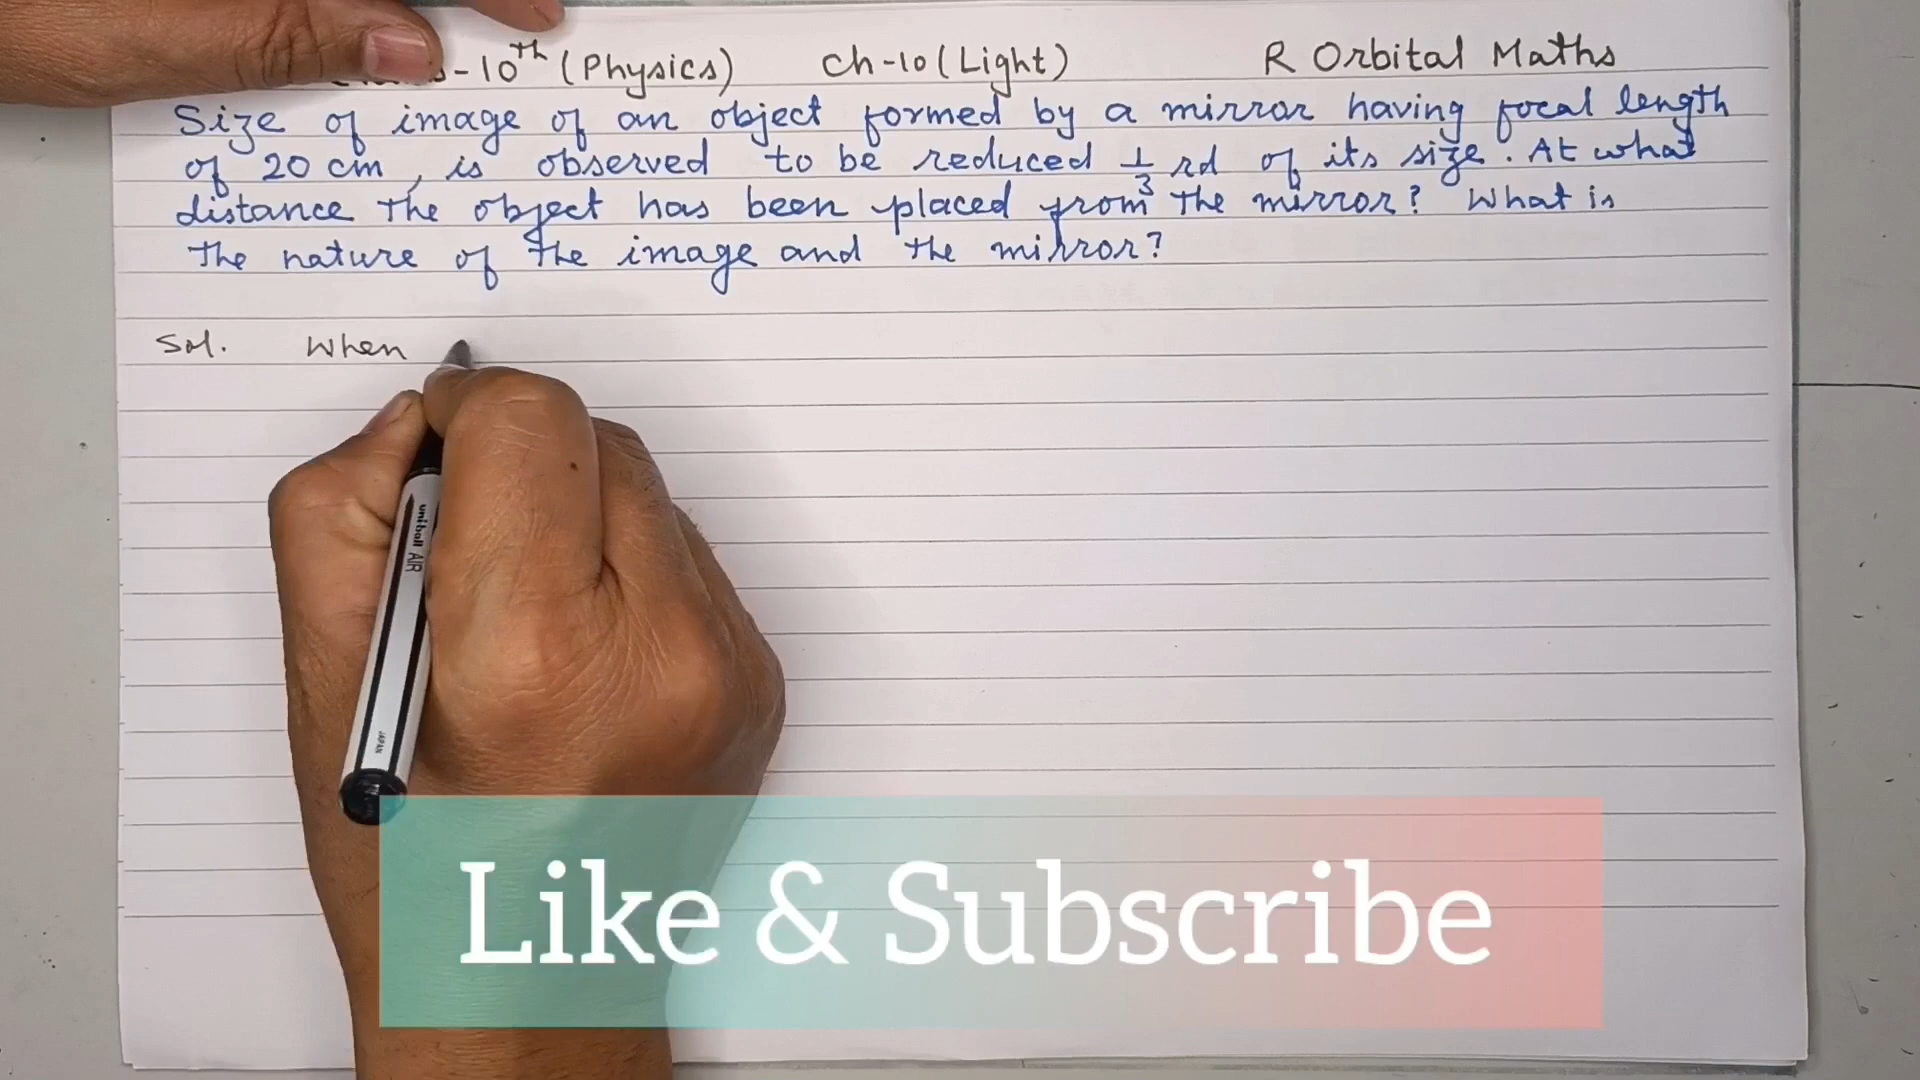 -10th (Physics) Ch-10 (Light) R Orbital Maths
Size of image of an object formed by a mirror having focal length
of 20 cm, is observed to be reduced 1/3 rd of its size. At what
distance the object has been placed from the mirror? What is
the nature of the image and the mirror?
Sol. When
uniball AIR
JAPAN
Like & Subscribe